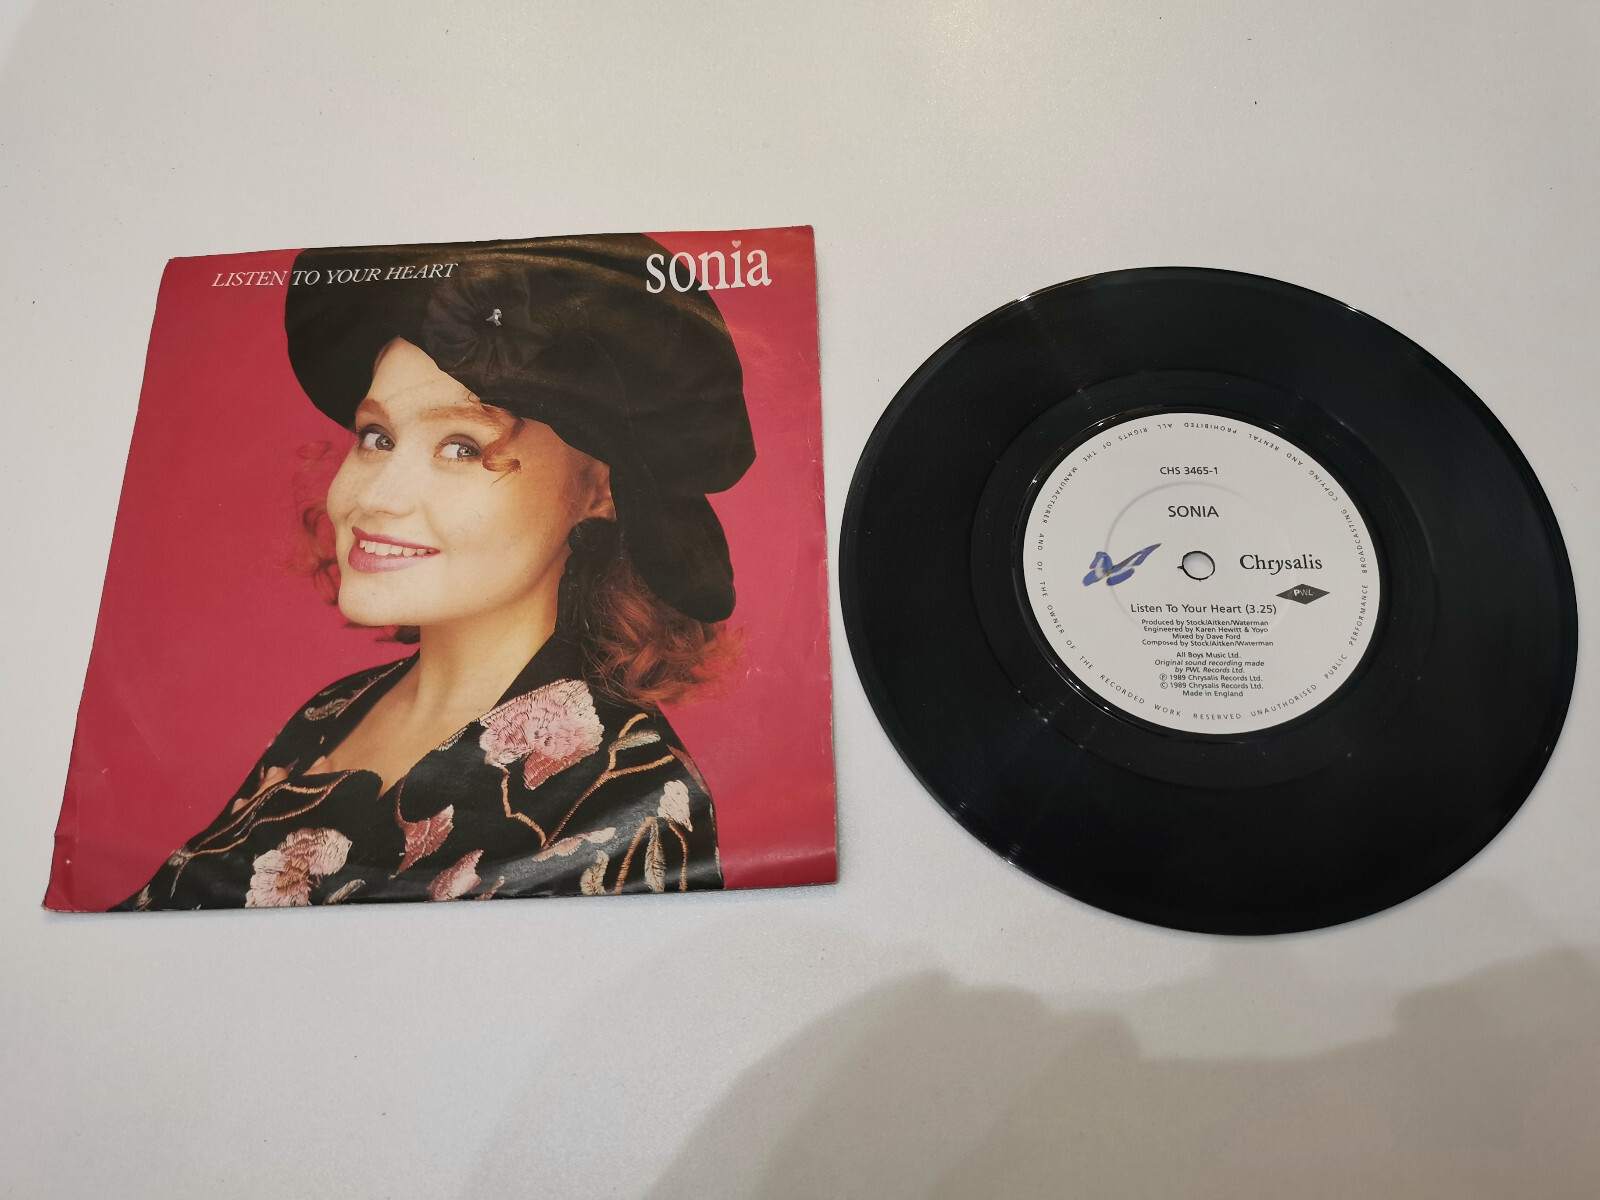 LISTEN TO YOUR HEART
sonia
CHS 3465-1
SONIA
Chrysalis
PWL
Listen To Your Heart (3.25)
Produced by Stock/Aitken/Waterman
Engineered by Karen Hewitt & Yoyo
Mixed by Dave Ford
Composed by Stock/Aitken/Waterman
All Boys Music Ltd.
Original sound recording made
by PWL Records Ltd.
℗ 1989 Chrysalis Records Ltd.
© 1989 Chrysalis Records Ltd.
Made in England
ALL RIGHTS OF THE MANUFACTURER AND OF THE OWNER OF THE RECORDED WORK RESERVED UNAUTHORISED PUBLIC PERFORMANCE BROADCASTING COPYING AND RENTAL PROHIBITED